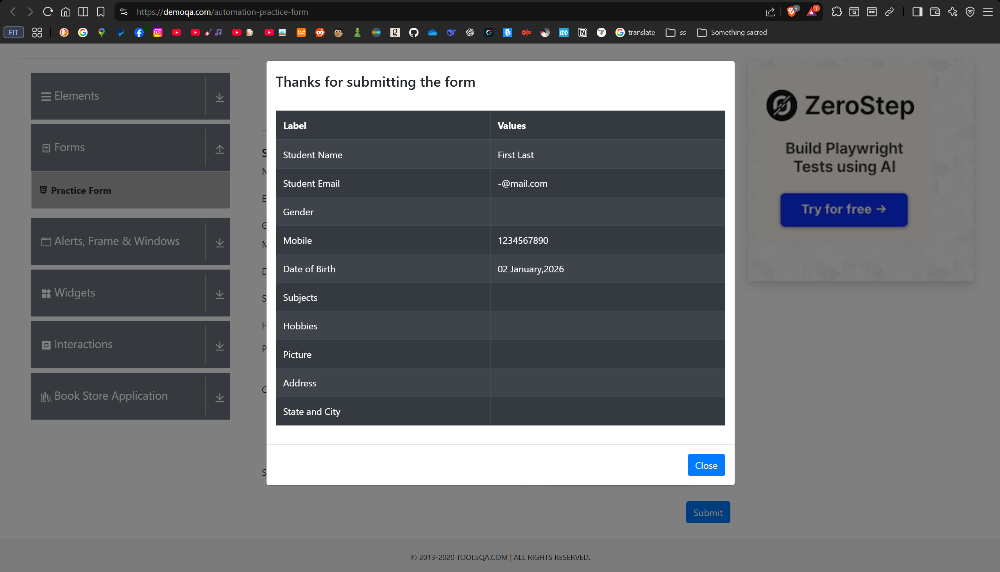 https://demoqa.com/automation-practice-form
6
1
FIT
translate
ss
Something sacred
Elements
Forms
Practice Form
Alerts, Frame & Windows
Widgets
Interactions
Book Store Application
Thanks for submitting the form
Label Values
Student Name First Last
Student Email -@mail.com
Gender
Mobile 1234567890
Date of Birth 02 January,2026
Subjects
Hobbies
Picture
Address
State and City
Close
Submit
ZeroStep
Build Playwright
Tests using AI
Try for free →
© 2013-2020 TOOLSQA.COM | ALL RIGHTS RESERVED.